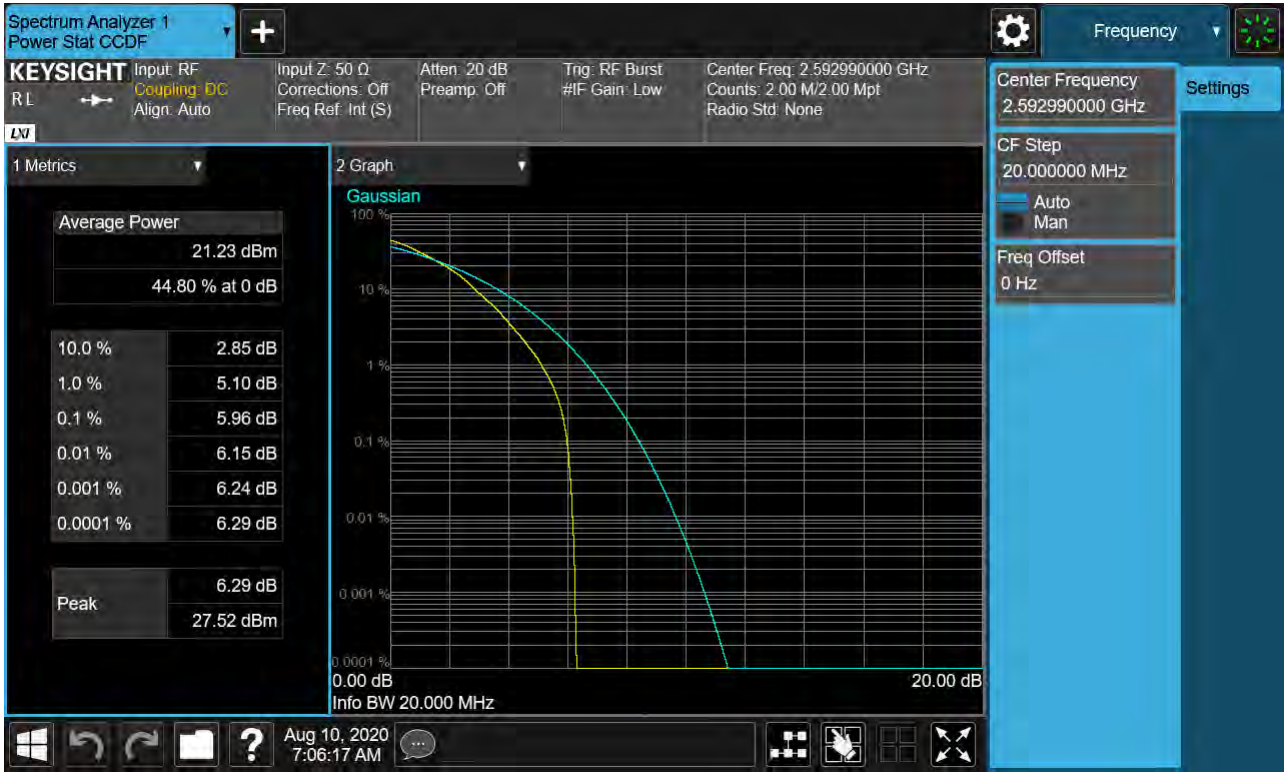 Spectrum Analyzer 1
Power Stat CCDF
+
Frequency
KEYSIGHT
RL
LXI
Input: RF
Coupling: DC
Align: Auto
Input Z: 50 Ω
Corrections: Off
Freq Ref: Int (S)
Atten: 20 dB
Preamp: Off
Trig: RF Burst
#IF Gain: Low
Center Freq: 2.592990000 GHz
Counts: 2.00 M/2.00 Mpt
Radio Std: None
Center Frequency
2.592990000 GHz
Settings
CF Step
20.000000 MHz
Auto
Man
Freq Offset
0 Hz
1 Metrics
Average Power
21.23 dBm
44.80 % at 0 dB
10.0 % 2.85 dB
1.0 % 5.10 dB
0.1 % 5.96 dB
0.01 % 6.15 dB
0.001 % 6.24 dB
0.0001 % 6.29 dB
Peak
6.29 dB
27.52 dBm
2 Graph
Gaussian
100 %
10 %
1 %
0.1 %
0.01 %
0.001 %
0.0001 %
0.00 dB 20.00 dB
Info BW 20.000 MHz
?
Aug 10, 2020
7:06:17 AM